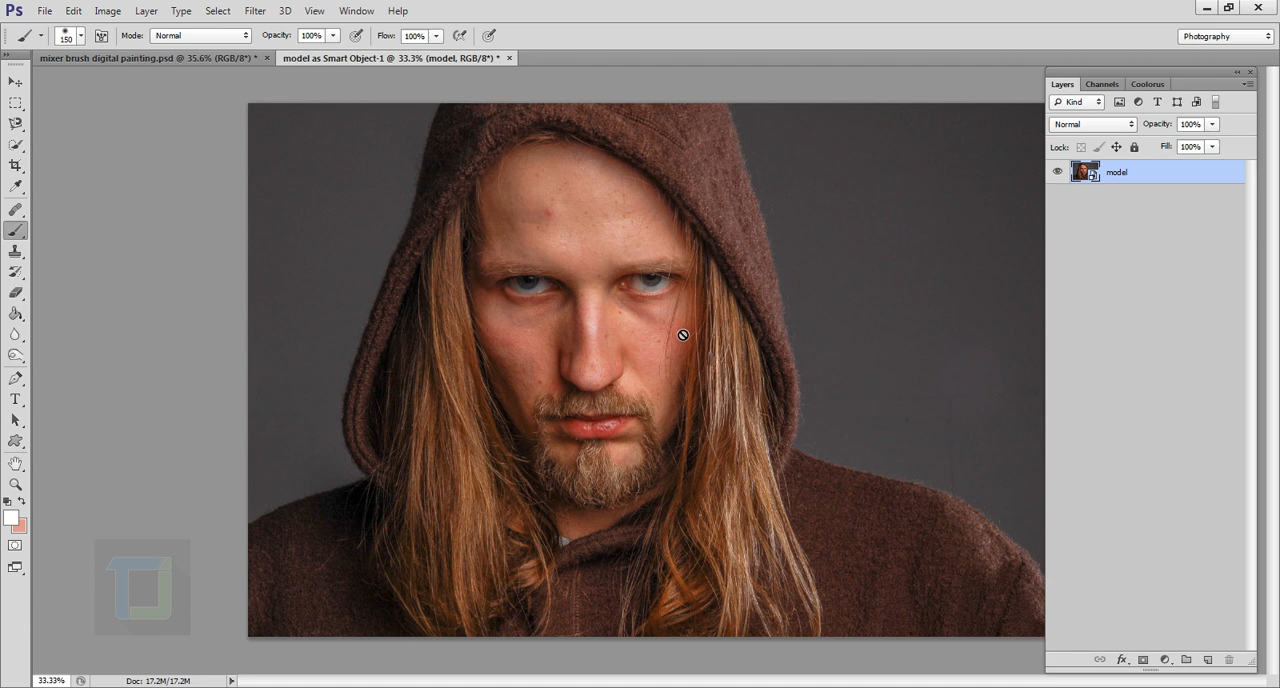 Ps File Edit Image Layer Type Select Filter 3D View Window Help
150 Mode: Normal Opacity: 100% Flow: 100% Photography
mixer brush digital painting.psd @ 35.6% (RGB/8*) * × model as Smart Object-1 @ 33.3% (model, RGB/8*) * ×
Layers Channels Coolorus
Kind
Normal Opacity: 100%
Lock: Fill: 100%
model
33.33% Doc: 17.2M/17.2M